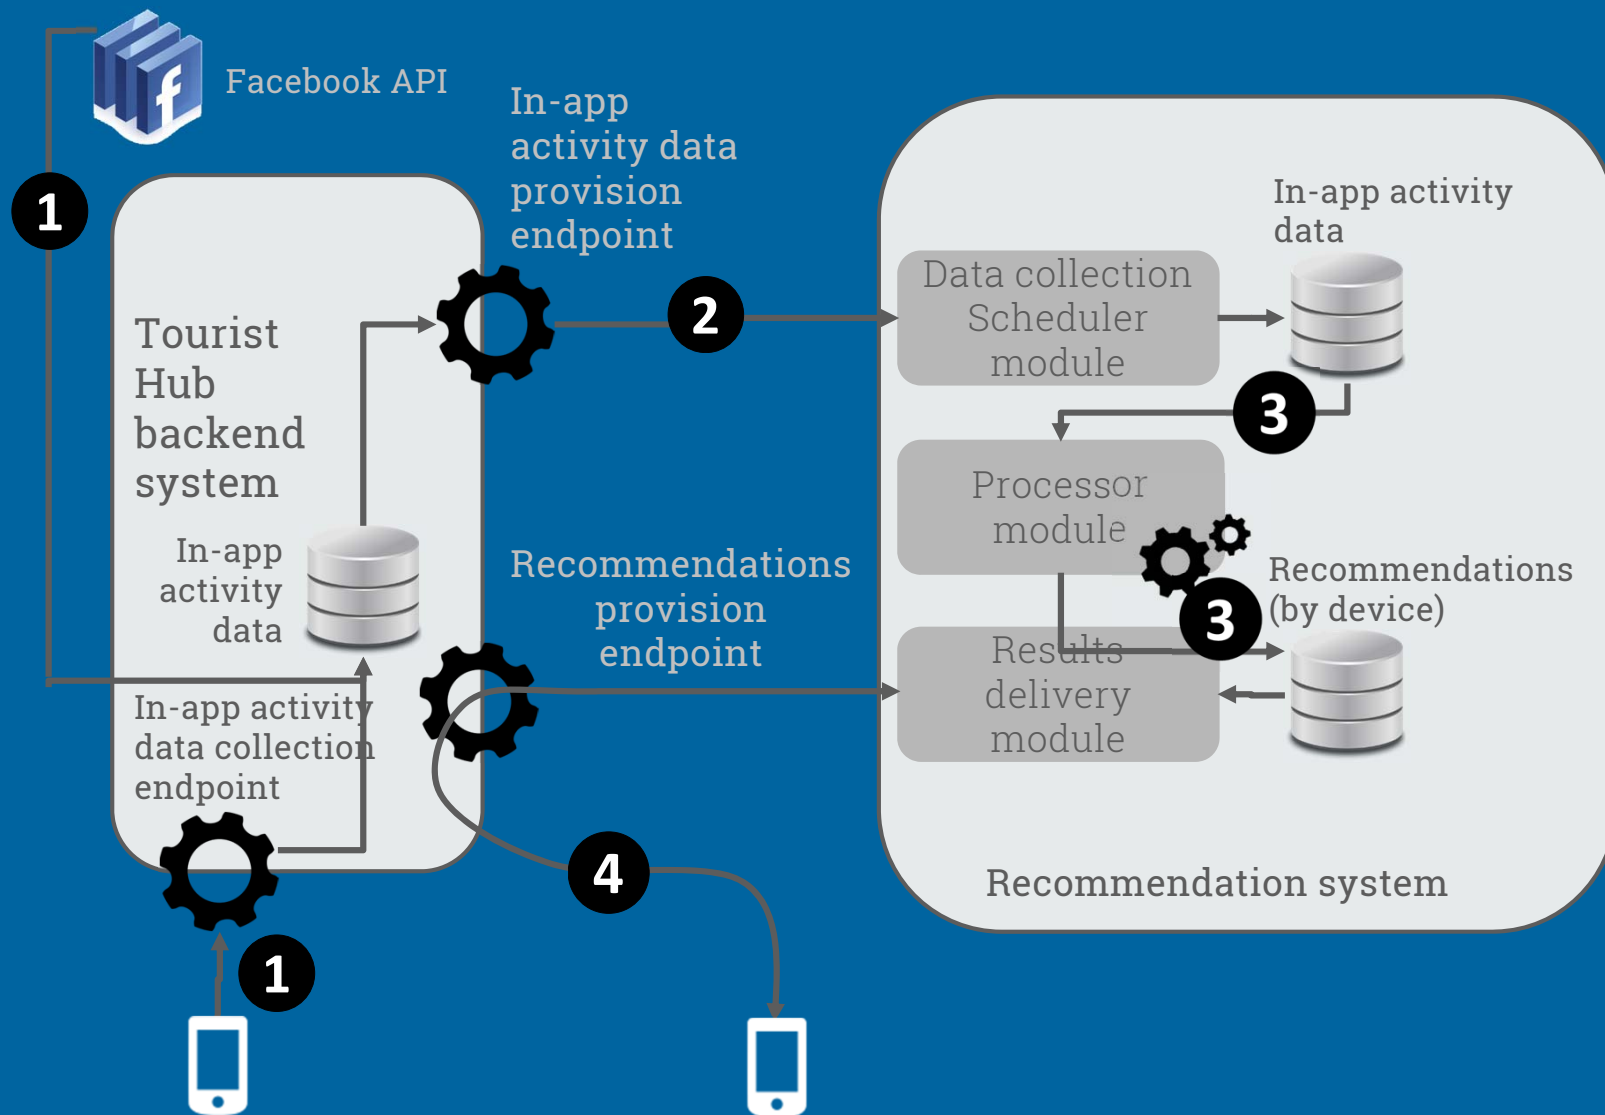 f
Facebook API
In-app
activity data
provision
endpoint
1
In-app activity
data
Data collection
Scheduler
module
2
Tourist
Hub
backend
system
3
Processor
module
In-app
activity
data
Recommendations
provision
endpoint
Recommendations
(by device)
3
Results
delivery
module
In-app activity
data collection
endpoint
4
Recommendation system
1